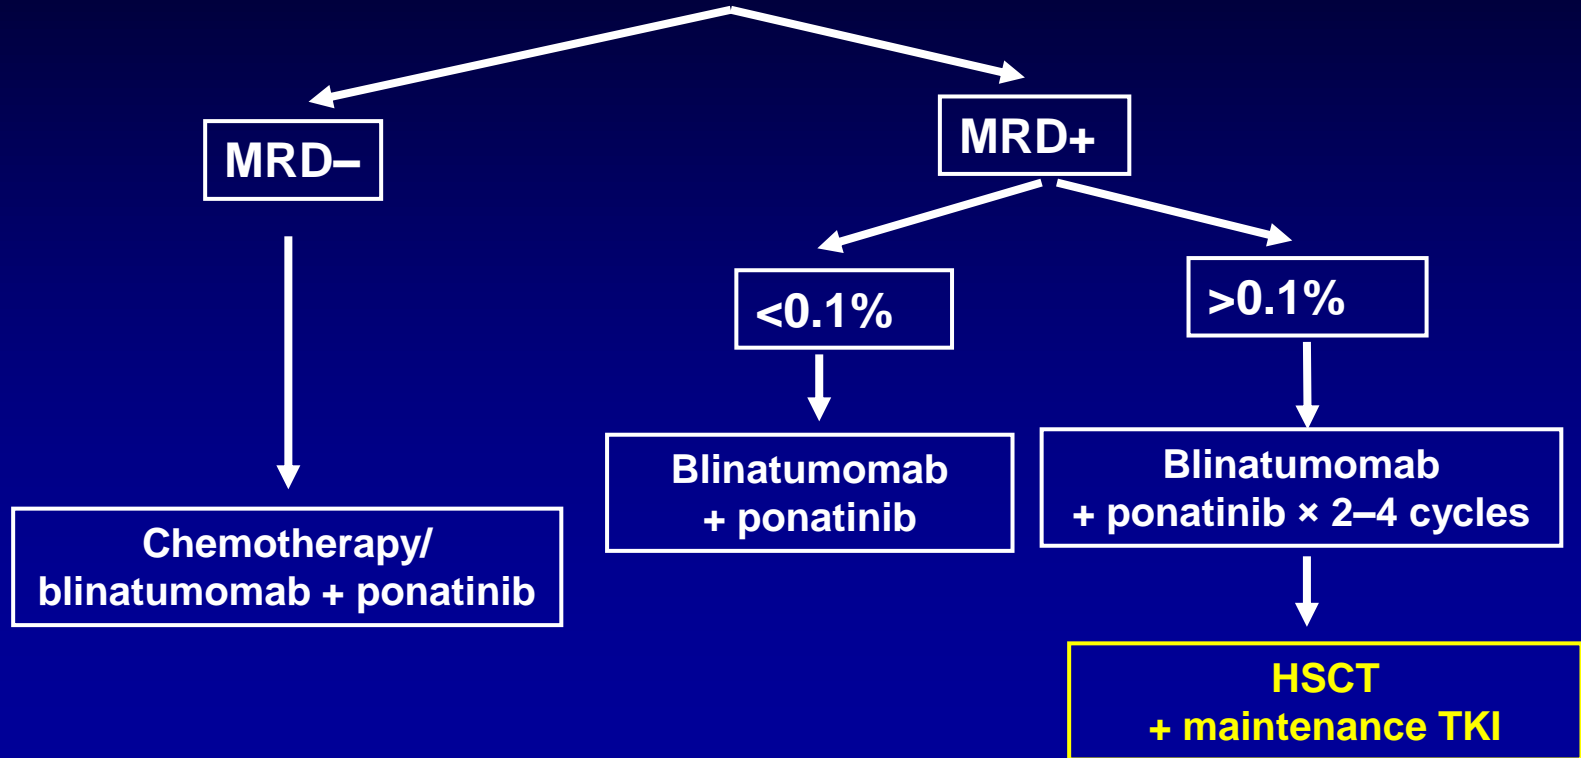 MRD–
MRD+
<0.1%
>0.1%
Chemotherapy/
blinatumomab + ponatinib
Blinatumomab
+ ponatinib
Blinatumomab
+ ponatinib × 2–4 cycles
HSCT
+ maintenance TKI